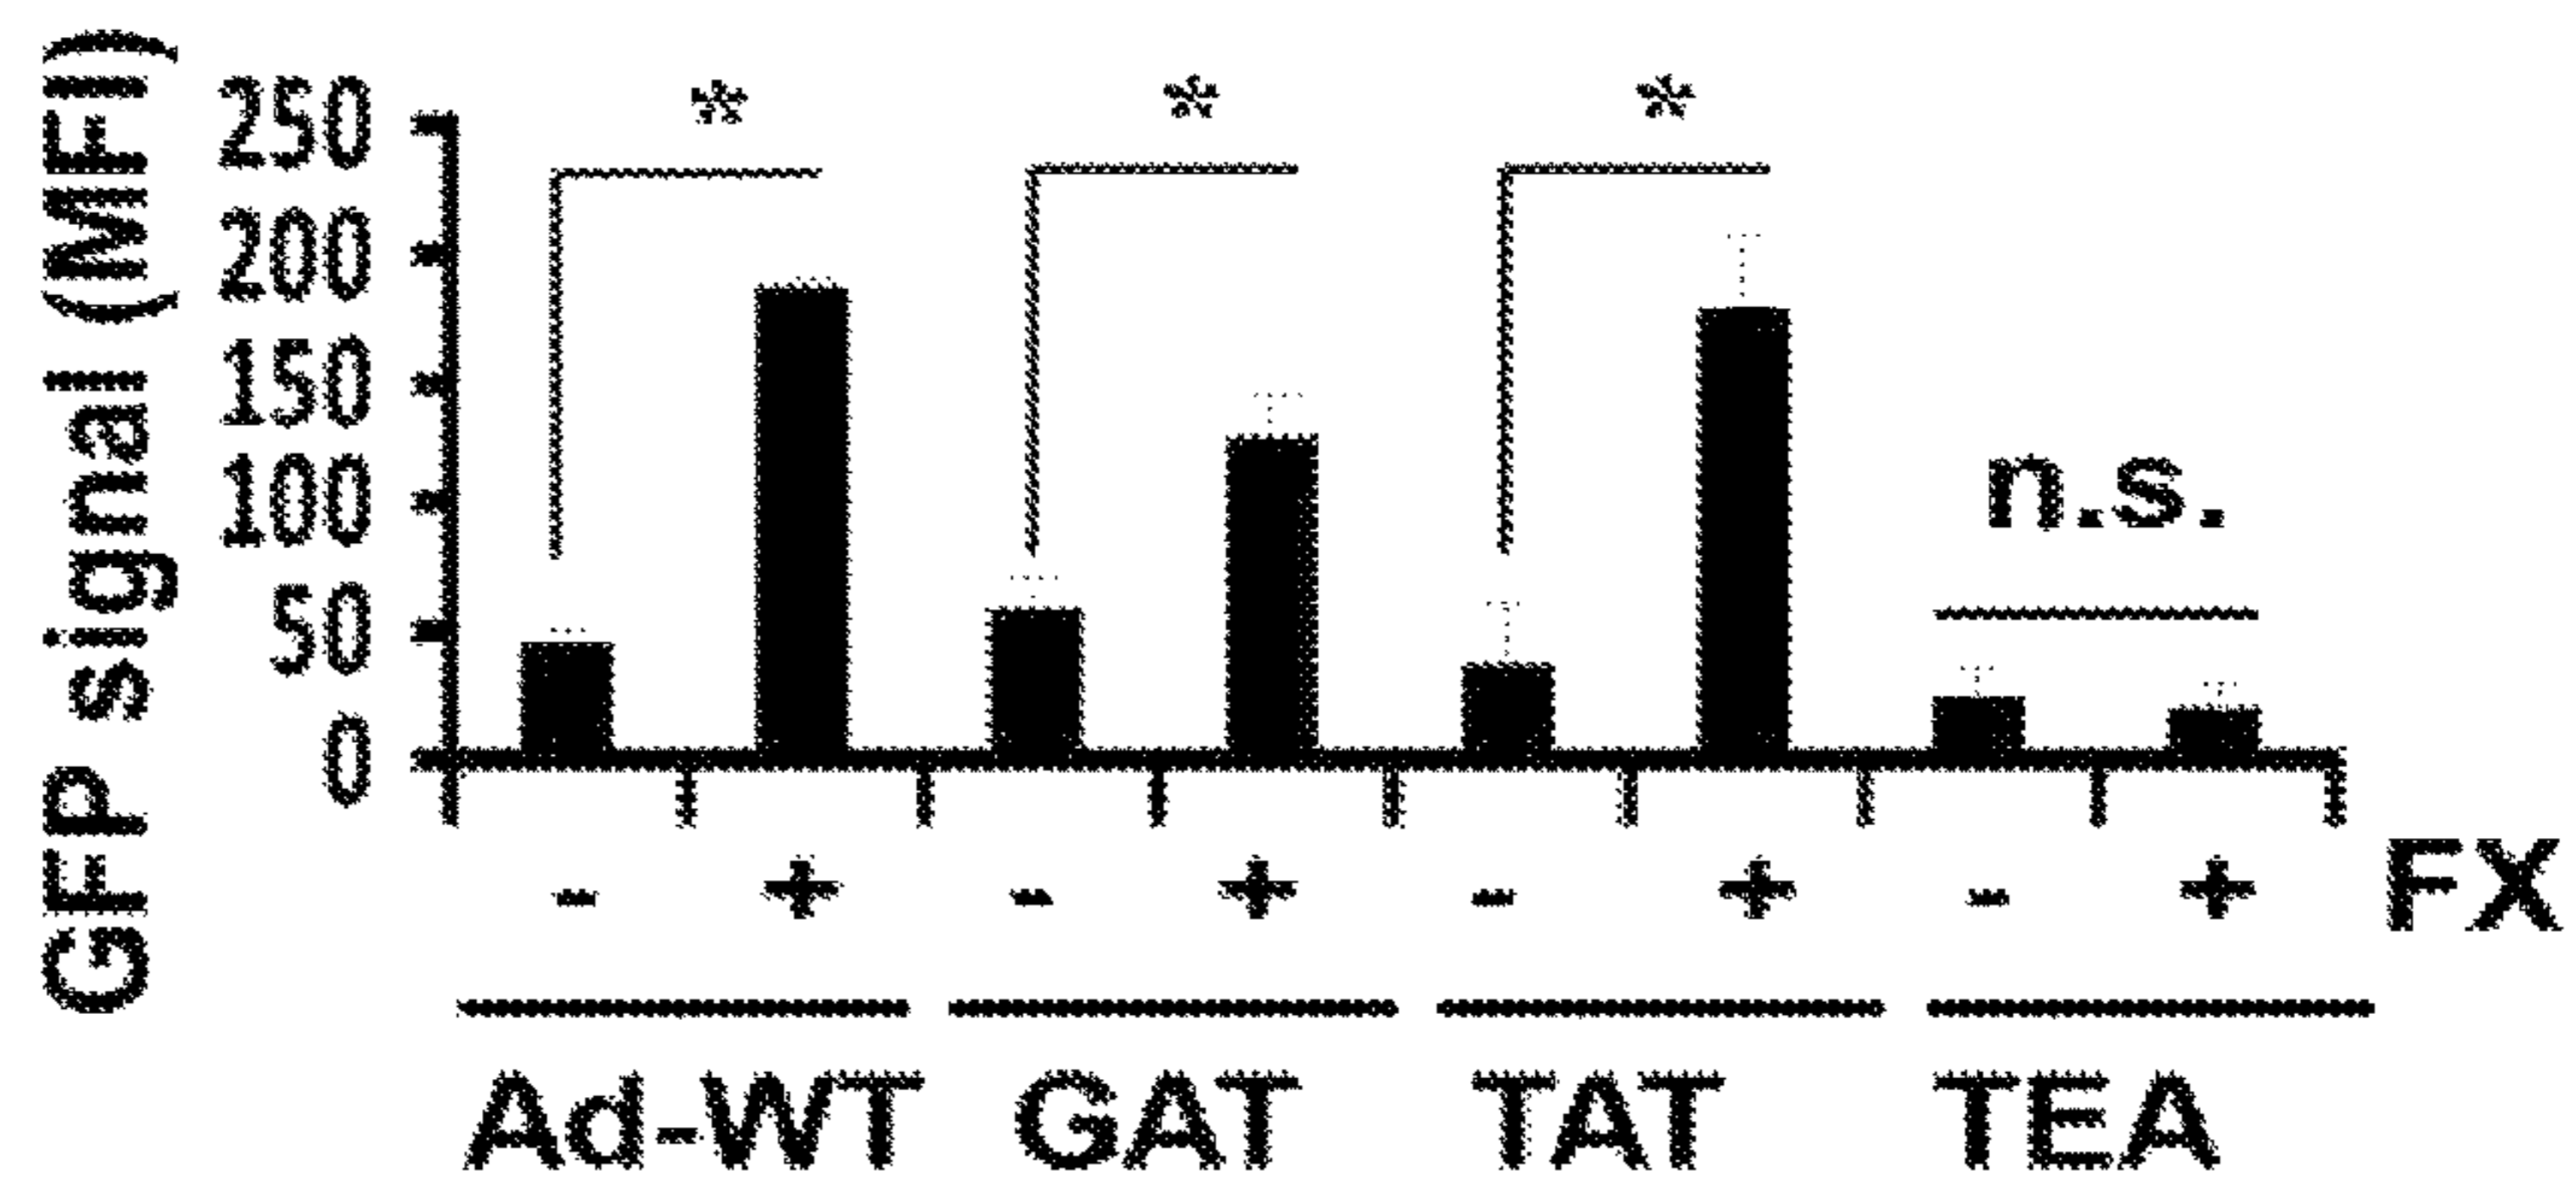 GFP signal (MFI)
250
200
150
100
50
0
* * *
n.s.
- + - + - + - + FX
Ad-WT GAT TAT TEA